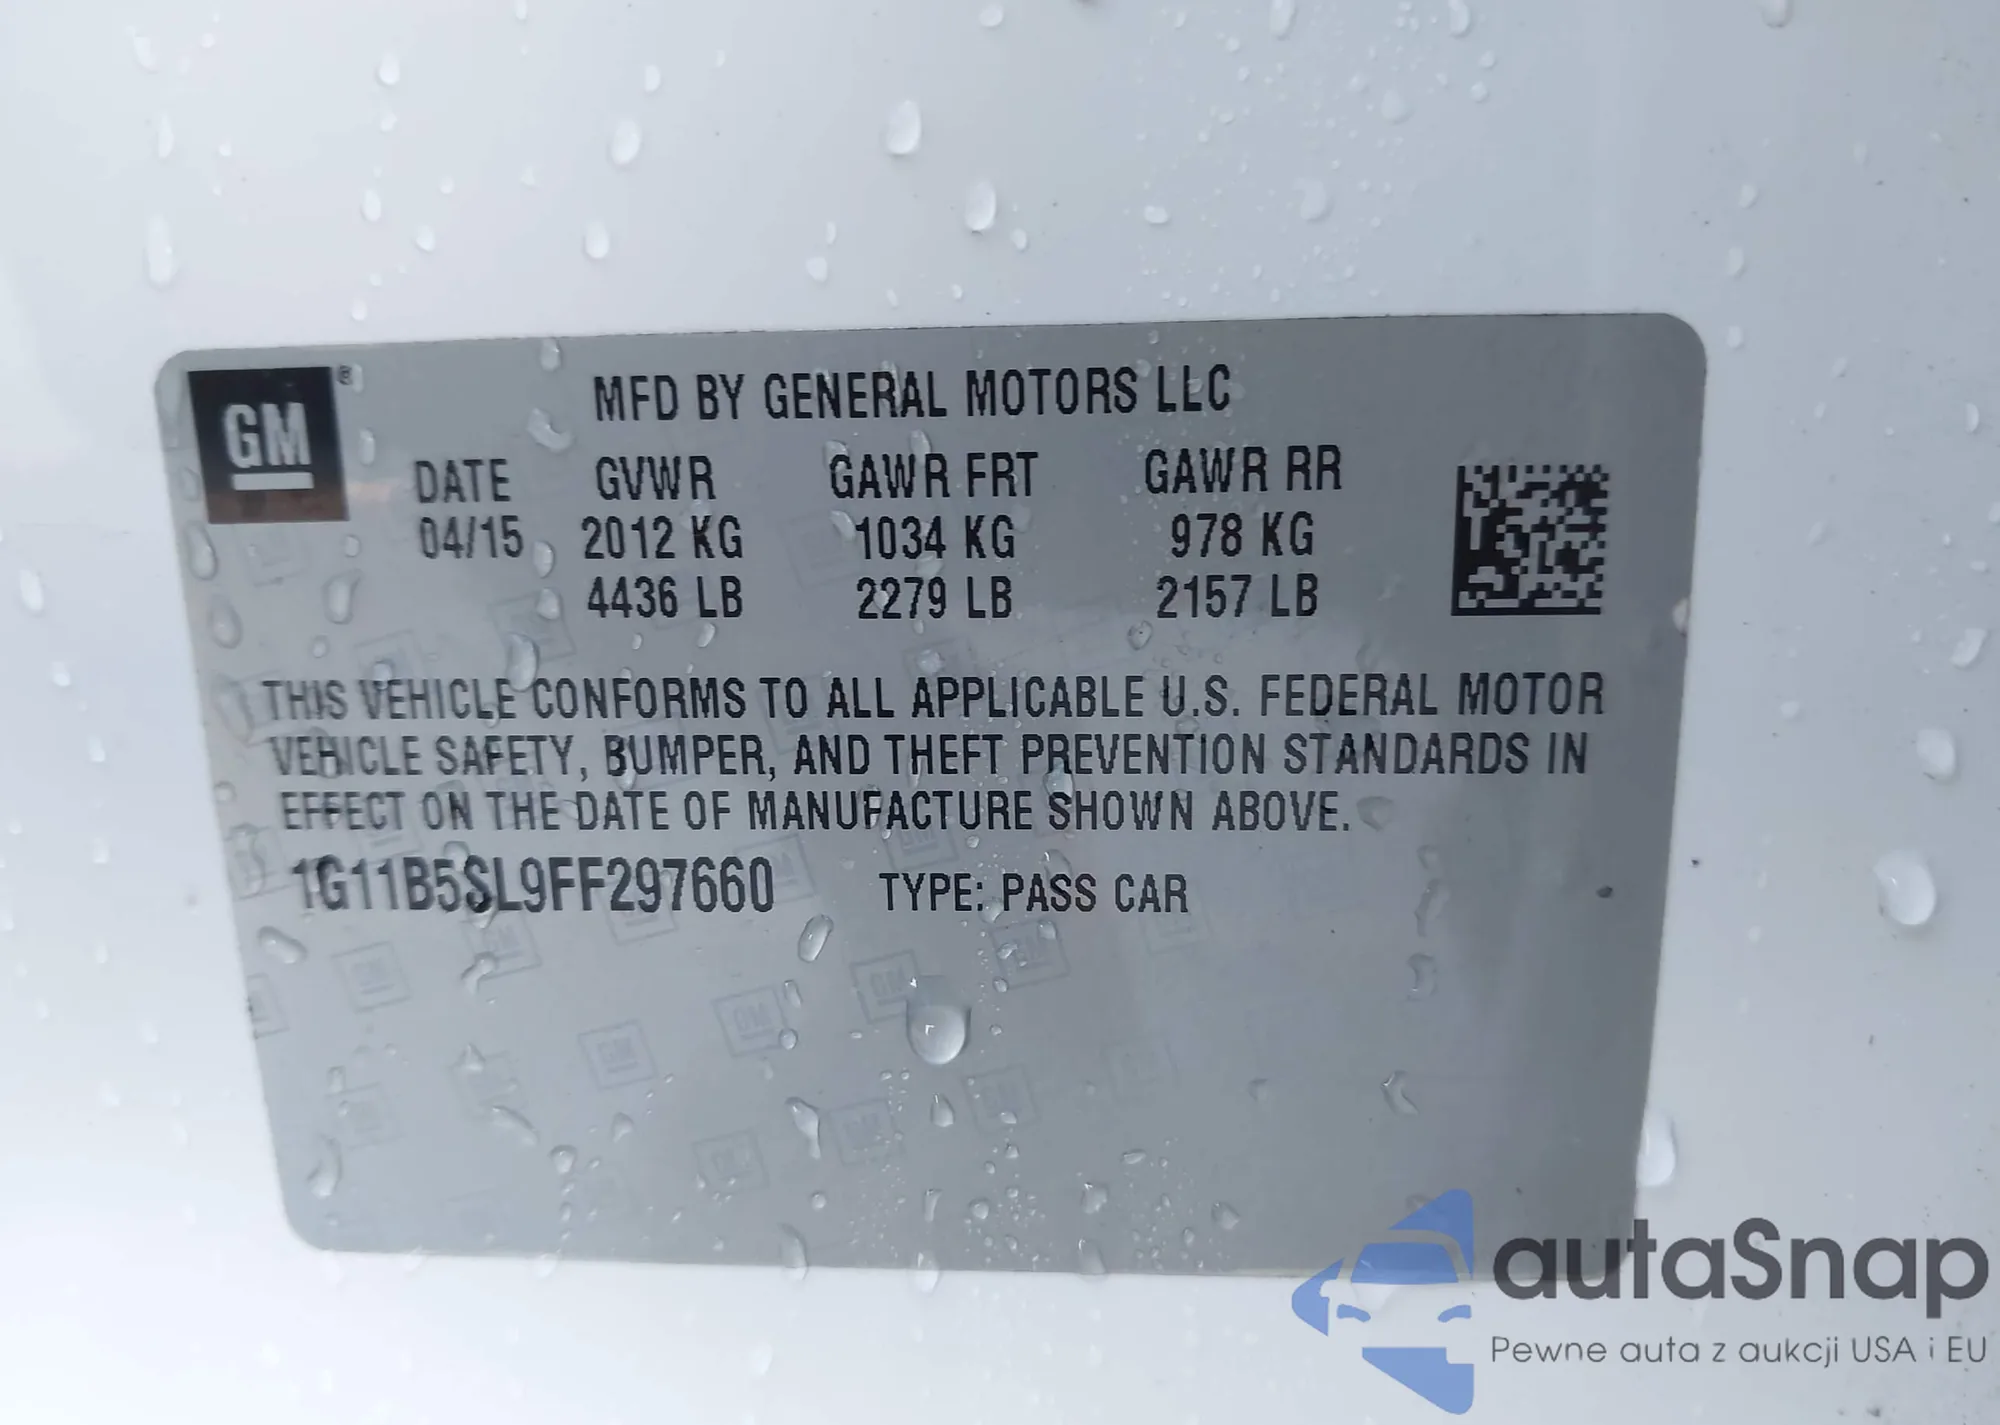 GM ®
MFD BY GENERAL MOTORS LLC
DATE GVWR GAWR FRT GAWR RR
04/15 2012 KG 1034 KG 978 KG
4436 LB 2279 LB 2157 LB
THIS VEHICLE CONFORMS TO ALL APPLICABLE U.S. FEDERAL MOTOR
VEHICLE SAFETY, BUMPER, AND THEFT PREVENTION STANDARDS IN
EFFECT ON THE DATE OF MANUFACTURE SHOWN ABOVE.
1G11B5SL9FF297660 TYPE: PASS CAR
autaSnap
Pewne auta z aukcji USA i EU